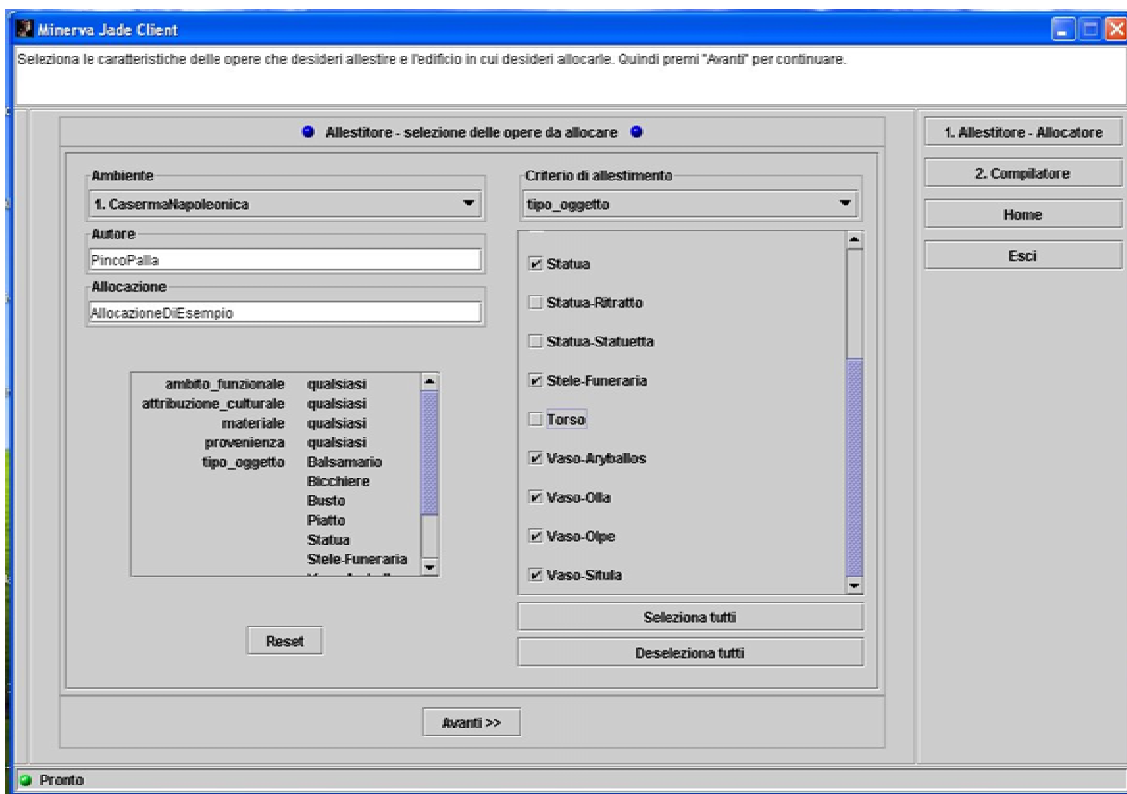 Minerva Jade Client
Seleziona le caratteristiche delle opere che desideri allestire e l'edificio in cui desideri allocarle. Quindi premi "Avanti" per continuare.
Allestitore - selezione delle opere da allocare
Ambiente
1. CasermaNapoleonica
Autore
PincoPalla
Allocazione
AllocazioneDiEsempio
ambito_funzionale qualsiasi
attribuzione_culturale qualsiasi
materiale qualsiasi
provenienza qualsiasi
tipo_oggetto Balsamario
Bicchiere
Busto
Piatto
Statua
Stele-Funeraria
Reset
Criterio di allestimento
tipo_oggetto
Statua
Statua-Ritratto
Statua-Statuetta
Stele-Funeraria
Torso
Vaso-Aryballos
Vaso-Olla
Vaso-Olpe
Vaso-Situla
Seleziona tutti
Deseleziona tutti
Avanti >>
1. Allestitore - Allocatore
2. Compilatore
Home
Esci
Pronto